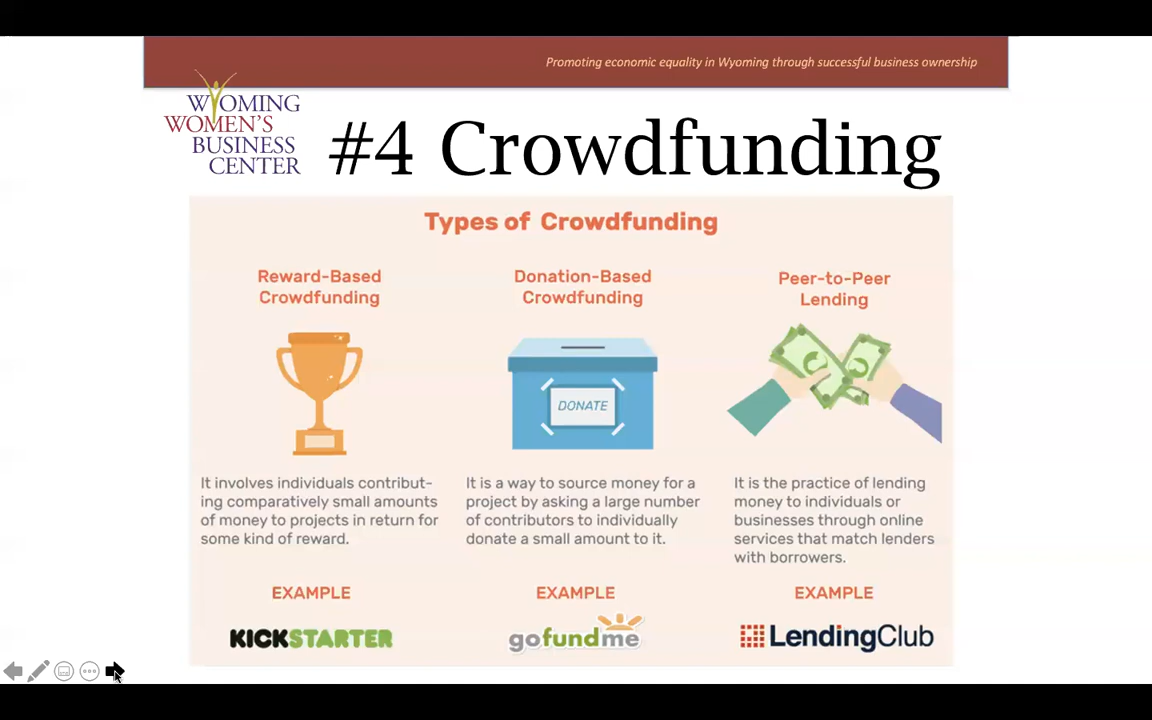 Promoting economic equality in Wyoming through successful business ownership
WYOMING
WOMEN'S
BUSINESS
CENTER
#4 Crowdfunding
Types of Crowdfunding
Reward-Based
Crowdfunding
It involves individuals contribut-
ing comparatively small amounts
of money to projects in return for
some kind of reward.
EXAMPLE
KICKSTARTER
Donation-Based
Crowdfunding
DONATE
It is a way to source money for a
project by asking a large number
of contributors to individually
donate a small amount to it.
EXAMPLE
gofundme
Peer-to-Peer
Lending
It is the practice of lending
money to individuals or
businesses through online
services that match lenders
with borrowers.
EXAMPLE
LendingClub